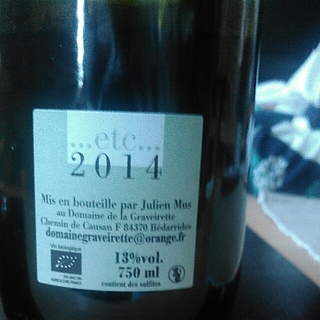 ...etc...
2014
Mis en bouteille par Julien Mus
au Domaine de la Graveirette
Chemin de Causan F 84370 Bédarrides
domainegraveirette@orange.fr
Vin biologique
13%vol.
750 ml
contient des sulfites